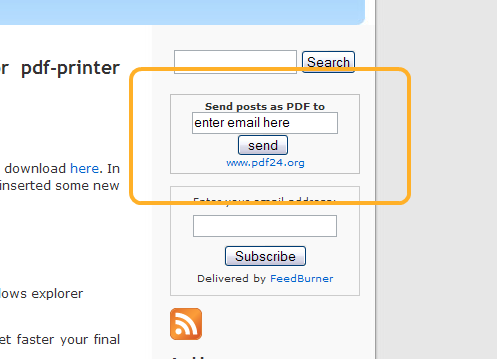 r pdf-printer
Search
Send posts as PDF to
enter email here
send
www.pdf24.org
download here. In
inserted some new
Enter your email address:
Subscribe
Delivered by FeedBurner
dows explorer
et faster your final